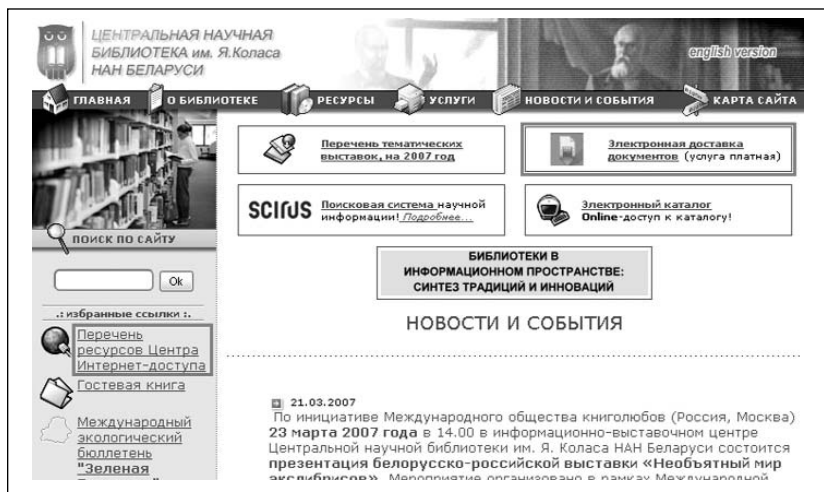 ЦЕНТРАЛЬНАЯ НАУЧНАЯ
БИБЛИОТЕКА им. Я.Коласа
НАН БЕЛАРУСИ
english version
ГЛАВНАЯ
О БИБЛИОТЕКЕ
РЕСУРСЫ
УСЛУГИ
НОВОСТИ И СОБЫТИЯ
КАРТА САЙТА
Перечень тематических
выставок, на 2007 год
Электронная доставка
документов (услуга платная)
SCIRUS
Поисковая система научной
информации! Подробнее...
Электронный каталог
Online-доступ к каталогу!
ПОИСК ПО САЙТУ
Ok
.: избранные ссылки :.
Перечень
ресурсов Центра
Интернет-доступа
Гостевая книга
Международный
экологический
бюллетень
"Зеленая
БИБЛИОТЕКИ В
ИНФОРМАЦИОННОМ ПРОСТРАНСТВЕ:
СИНТЕЗ ТРАДИЦИЙ И ИННОВАЦИЙ
НОВОСТИ И СОБЫТИЯ
21.03.2007
По инициативе Международного общества книголюбов (Россия, Москва)
23 марта 2007 года в 14.00 в информационно-выставочном центре
Центральной научной библиотеки им. Я. Коласа НАН Беларуси состоится
презентация белорусско-российской выставки «Необъятный мир
экслибрисов». Мероприятие организовано в рамках Международной